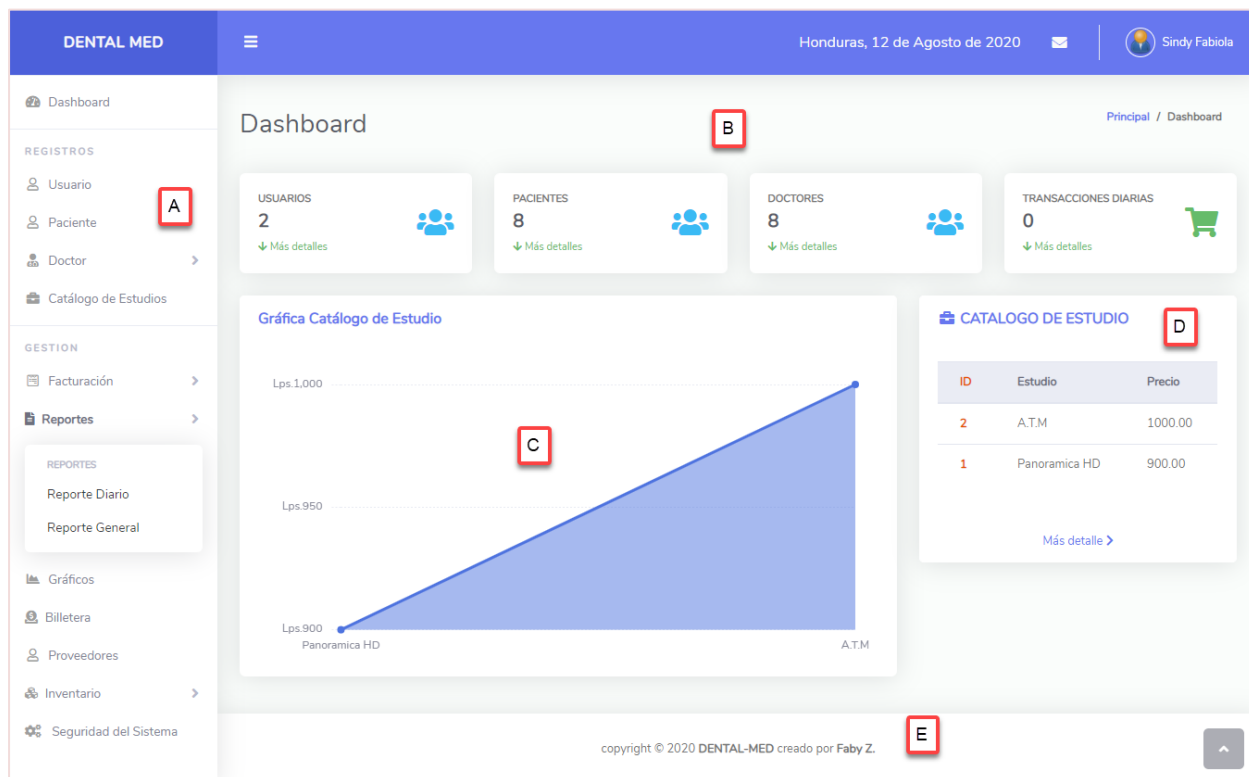 DENTAL MED
Honduras, 12 de Agosto de 2020
Sindy Fabiola
Dashboard
REGISTROS
Usuario
A
Paciente
Doctor
Catálogo de Estudios
GESTION
Facturación
Reportes
REPORTES
Reporte Diario
Reporte General
Gráficos
Billetera
Proveedores
Inventario
Seguridad del Sistema
Dashboard
B
Principal / Dashboard
USUARIOS
2
Más detalles
PACIENTES
8
Más detalles
DOCTORES
8
Más detalles
TRANSACCIONES DIARIAS
0
Más detalles
Gráfica Catálogo de Estudio
Lps.1,000
C
Lps.950
Lps.900
Panoramica HD A.T.M
CATALOGO DE ESTUDIO
D
ID Estudio Precio
2 A.T.M 1000.00
1 Panoramica HD 900.00
Más detalle
E
copyright © 2020 DENTAL-MED creado por Faby Z.